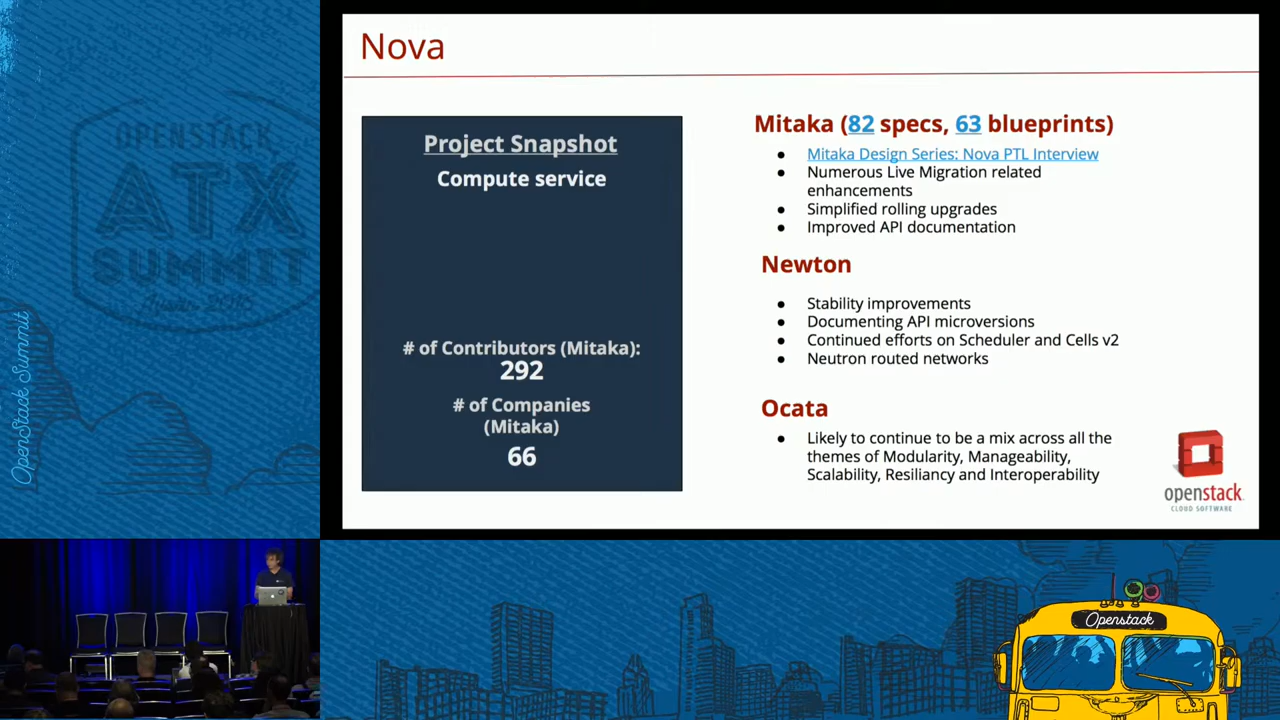 Nova
Project Snapshot
Compute service
# of Contributors (Mitaka):
292
# of Companies
(Mitaka)
66
Mitaka (82 specs, 63 blueprints)
● Mitaka Design Series: Nova PTL Interview
● Numerous Live Migration related
enhancements
● Simplified rolling upgrades
● Improved API documentation
Newton
● Stability improvements
● Documenting API microversions
● Continued efforts on Scheduler and Cells v2
● Neutron routed networks
Ocata
● Likely to continue to be a mix across all the
themes of Modularity, Manageability,
Scalability, Resiliancy and Interoperability
openstack
CLOUD SOFTWARE
OPENSTACK
ATX
SUMMIT
OpenStack Summit
Openstack